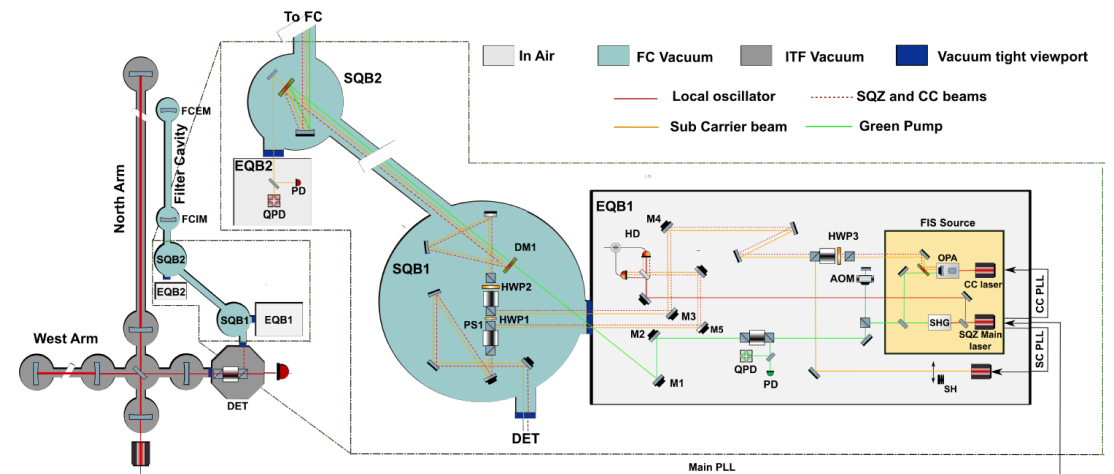 To FC
SQB2
In Air
FC Vacuum
ITF Vacuum
Vacuum tight viewport
Local oscillator
SQZ and CC beams
Sub Carrier beam
Green Pump
FCEM
North Arm
Filter Cavity
FCIM
SQB2
EQB2
SQB1
EQB1
West Arm
DET
EQB2
PD
QPD
SQB1
DM1
HWP2
PS1
HWP1
DET
EQB1
M4
HD
M3
M2
M5
M1
QPD
PD
HWP3
AOM
FIS Source
OPA
CC laser
SHG
SQZ Main
laser
SH
CC PLL
SC PLL
Main PLL